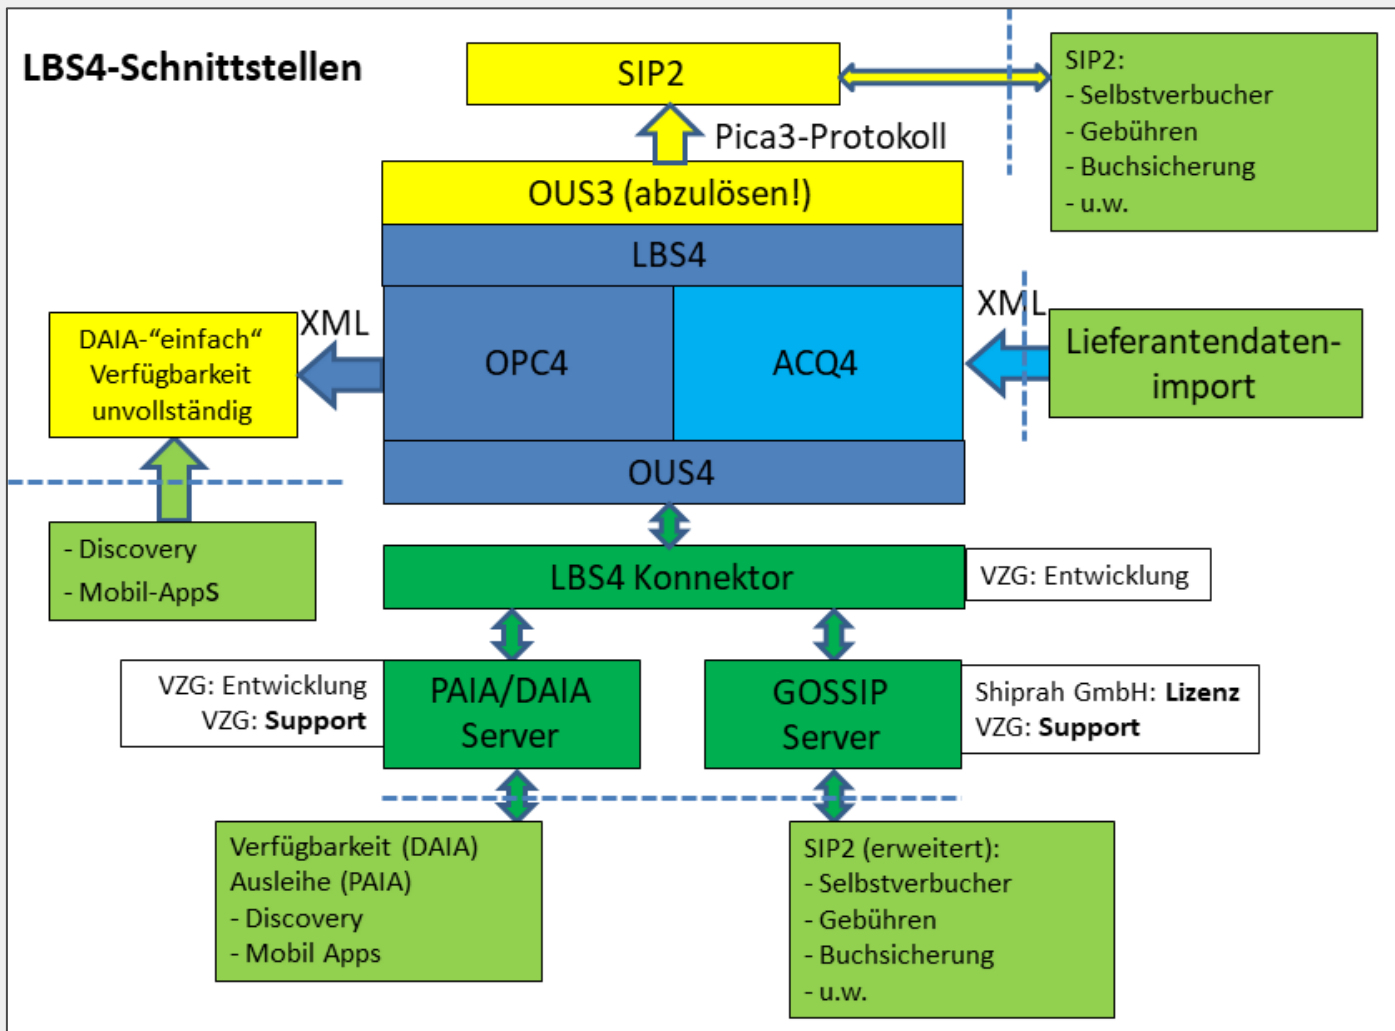 LBS4-Schnittstellen
SIP2
SIP2:
- Selbstverbucher
- Gebühren
- Buchsicherung
- u.w.
Pica3-Protokoll
OUS3 (abzulösen!)
LBS4
XML
DAIA-“einfach“
Verfügbarkeit
unvollständig
OPC4
ACQ4
XML
Lieferantendaten-
import
OUS4
- Discovery
- Mobil-AppS
LBS4 Konnektor
VZG: Entwicklung
VZG: Entwicklung
VZG: Support
PAIA/DAIA
Server
GOSSIP
Server
Shiprah GmbH: Lizenz
VZG: Support
Verfügbarkeit (DAIA)
Ausleihe (PAIA)
- Discovery
- Mobil Apps
SIP2 (erweitert):
- Selbstverbucher
- Gebühren
- Buchsicherung
- u.w.